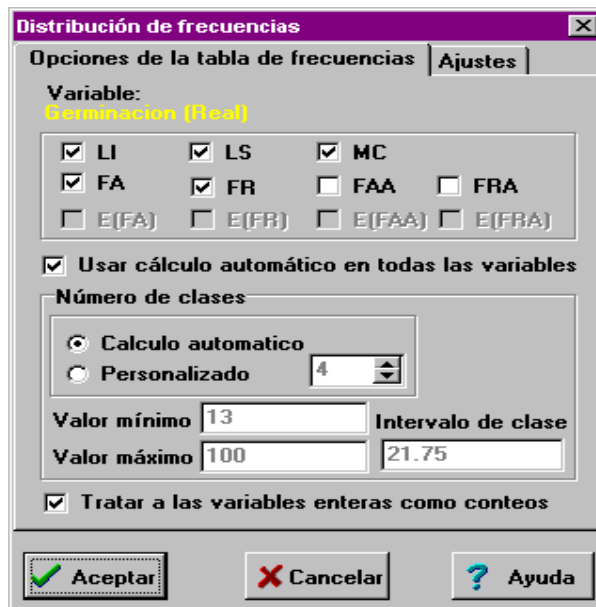 Distribución de frecuencias
Opciones de la tabla de frecuencias Ajustes
Variable:
Germinacion (Real)
LI LS MC
FA FR FAA FRA
E(FA) E(FR) E(FAA) E(FRA)
Usar cálculo automático en todas las variables
Número de clases
Calculo automatico
Personalizado 4
Valor mínimo 13 Intervalo de clase
Valor máximo 100 21.75
Tratar a las variables enteras como conteos
Aceptar Cancelar Ayuda